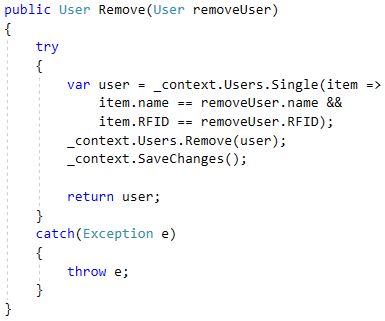 public User Remove(User removeUser)
{
    try
    {
        var user = _context.Users.Single(item =>
            item.name == removeUser.name &&
            item.RFID == removeUser.RFID);
        _context.Users.Remove(user);
        _context.SaveChanges();

        return user;
    }
    catch(Exception e)
    {
        throw e;
    }
}